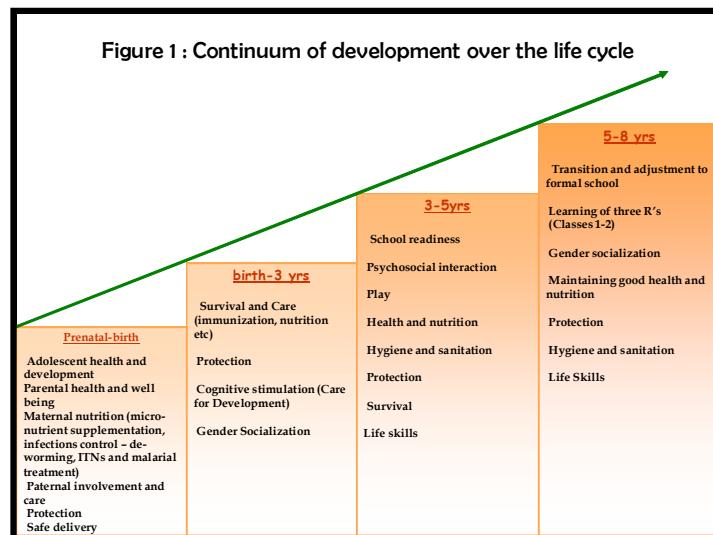 Figure 1 : Continuum of development over the life cycle
Prenatal-birth
Adolescent health and
development
Parental health and well
being
Maternal nutrition (micro-
nutrient supplementation,
infections control – de-
worming, ITNs and malarial
treatment)
Paternal involvement and
care
Protection
Safe delivery
birth-3 yrs
Survival and Care
(immunization, nutrition
etc)
Protection
Cognitive stimulation (Care
for Development)
Gender Socialization
3-5yrs
School readiness
Psychosocial interaction
Play
Health and nutrition
Hygiene and sanitation
Protection
Survival
Life skills
5-8 yrs
Transition and adjustment to
formal school
Learning of three R's
(Classes 1-2)
Gender socialization
Maintaining good health and
nutrition
Protection
Hygiene and sanitation
Life Skills